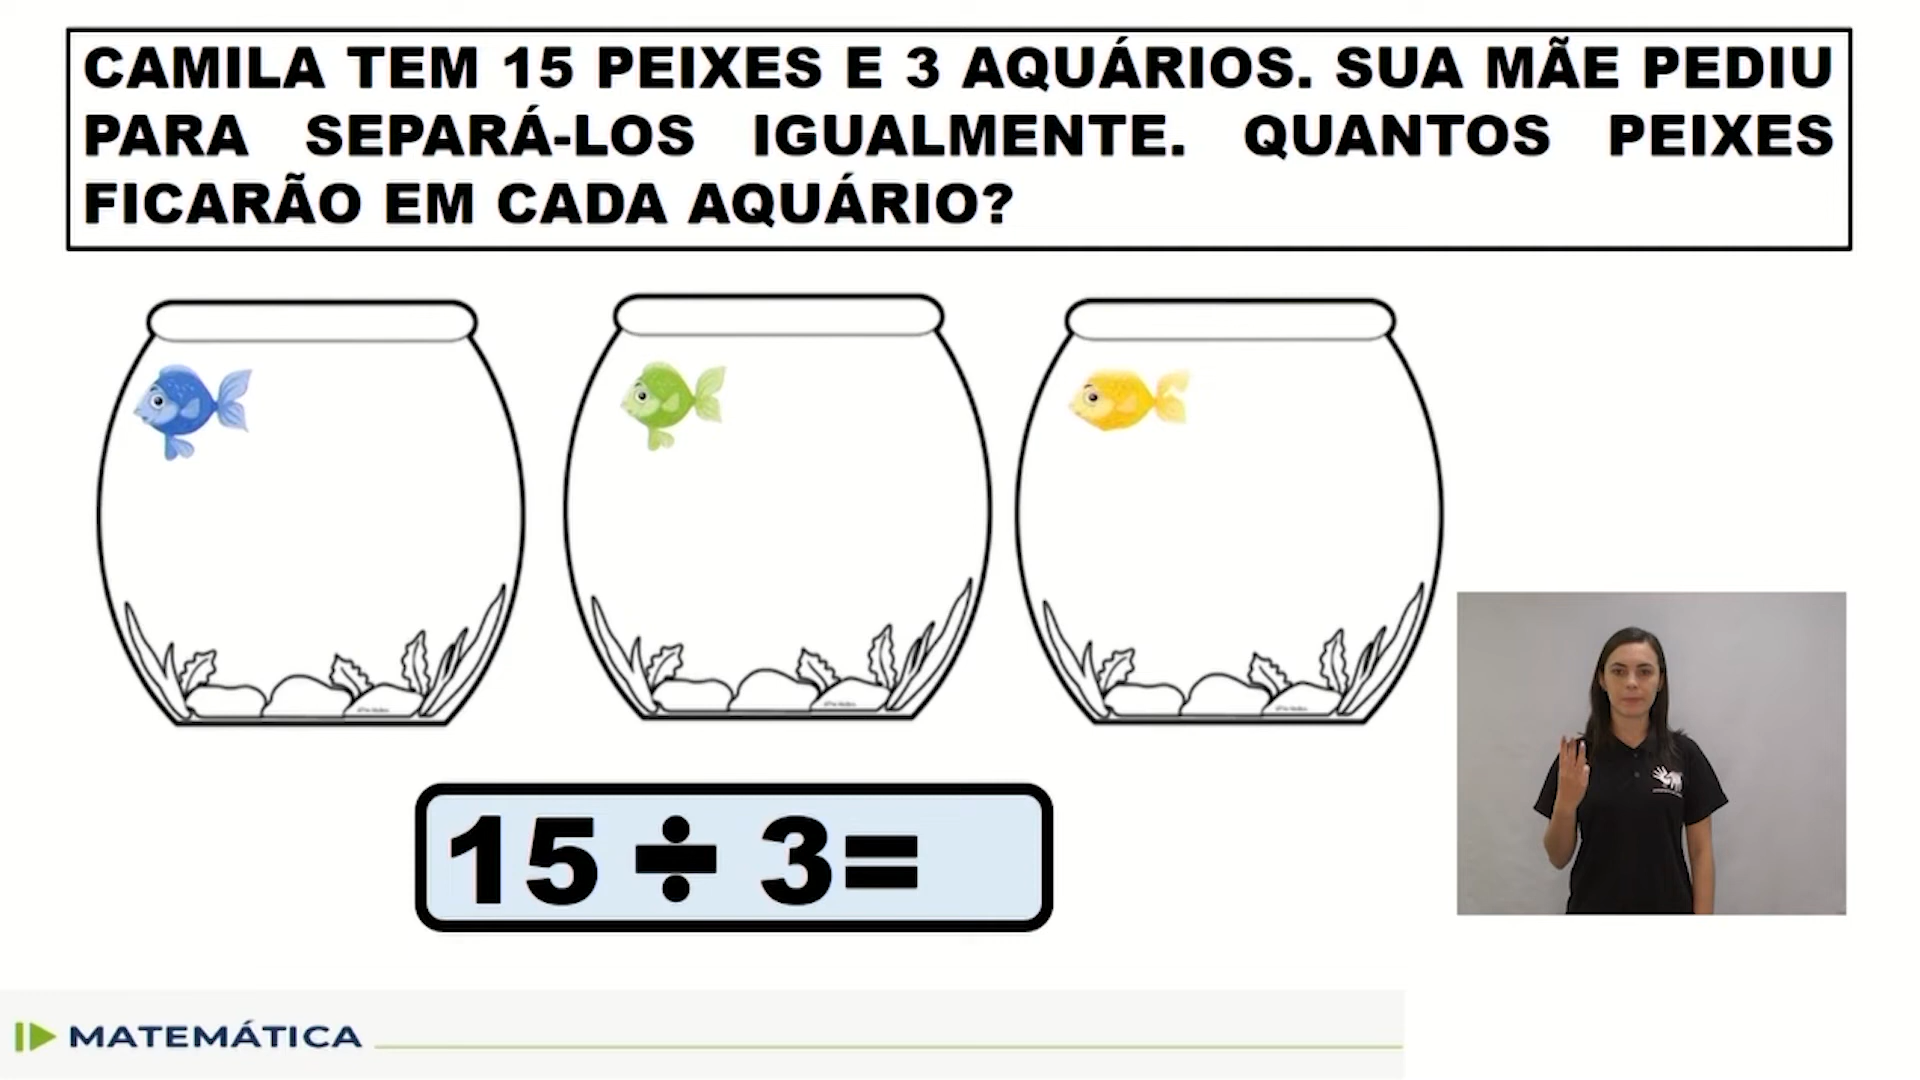 CAMILA TEM 15 PEIXES E 3 AQUÁRIOS. SUA MÃE PEDIU
PARA SEPARÁ-LOS IGUALMENTE. QUANTOS PEIXES
FICARÃO EM CADA AQUÁRIO?
15 ÷ 3=
MATEMÁTICA